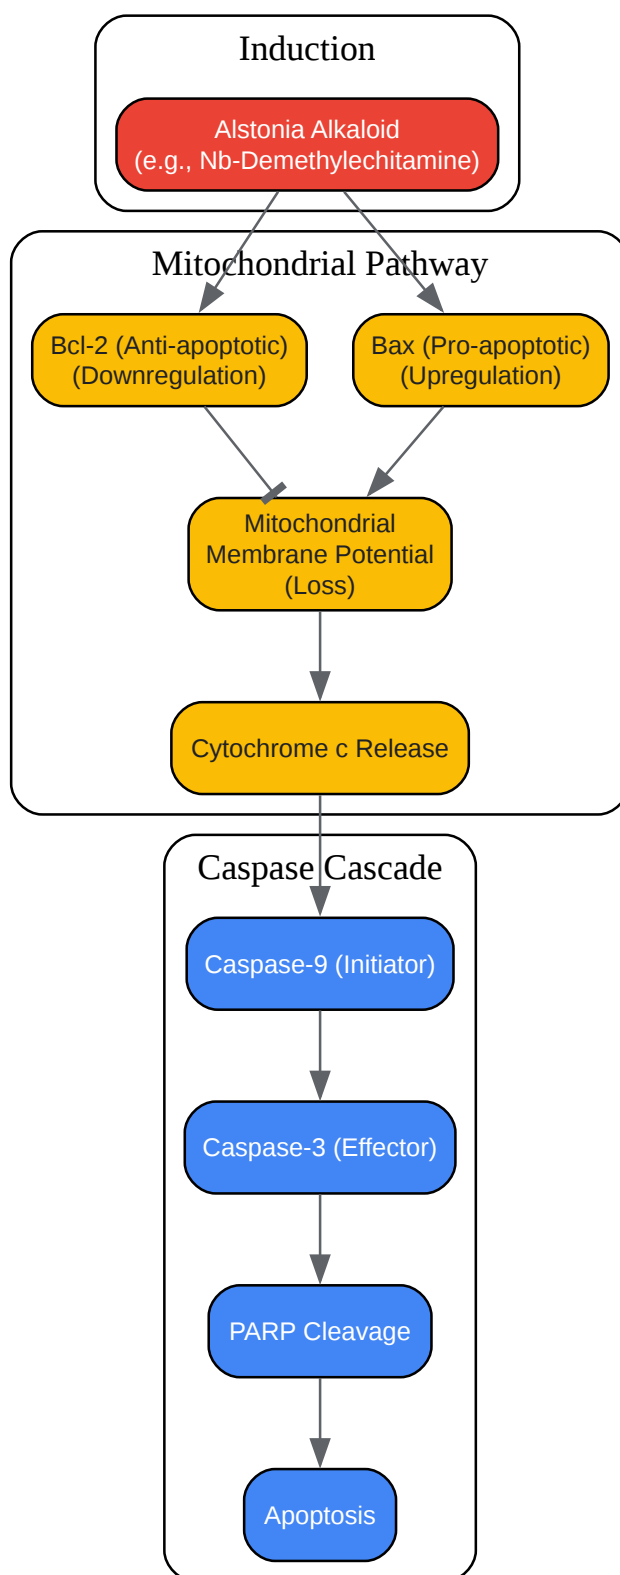 Induction
Alstonia Alkaloid
(e.g., Nb-Demethylechitamine)
Mitochondrial Pathway
Bcl-2 (Anti-apoptotic)
(Downregulation)
Bax (Pro-apoptotic)
(Upregulation)
Mitochondrial
Membrane Potential
(Loss)
Cytochrome c Release
Caspase Cascade
Caspase-9 (Initiator)
Caspase-3 (Effector)
PARP Cleavage
Apoptosis